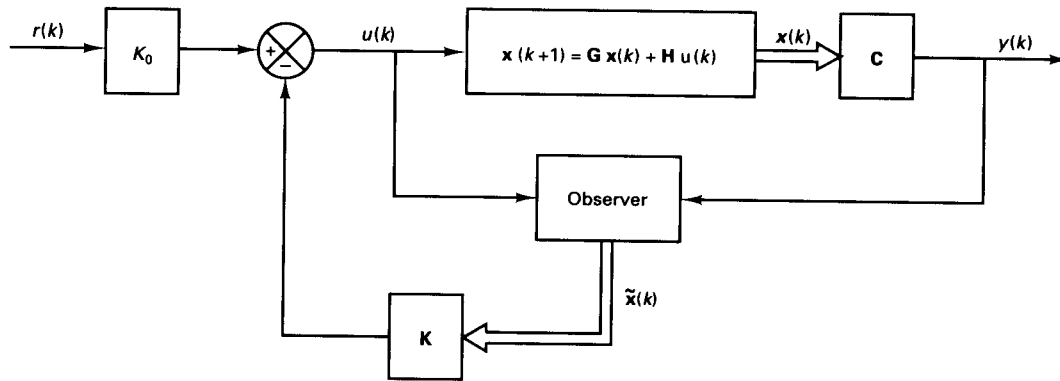 r(k)
K₀
+
−
u(k)
x(k+1) = G x(k) + H u(k)
x(k)
C
y(k)
Observer
x̃(k)
K